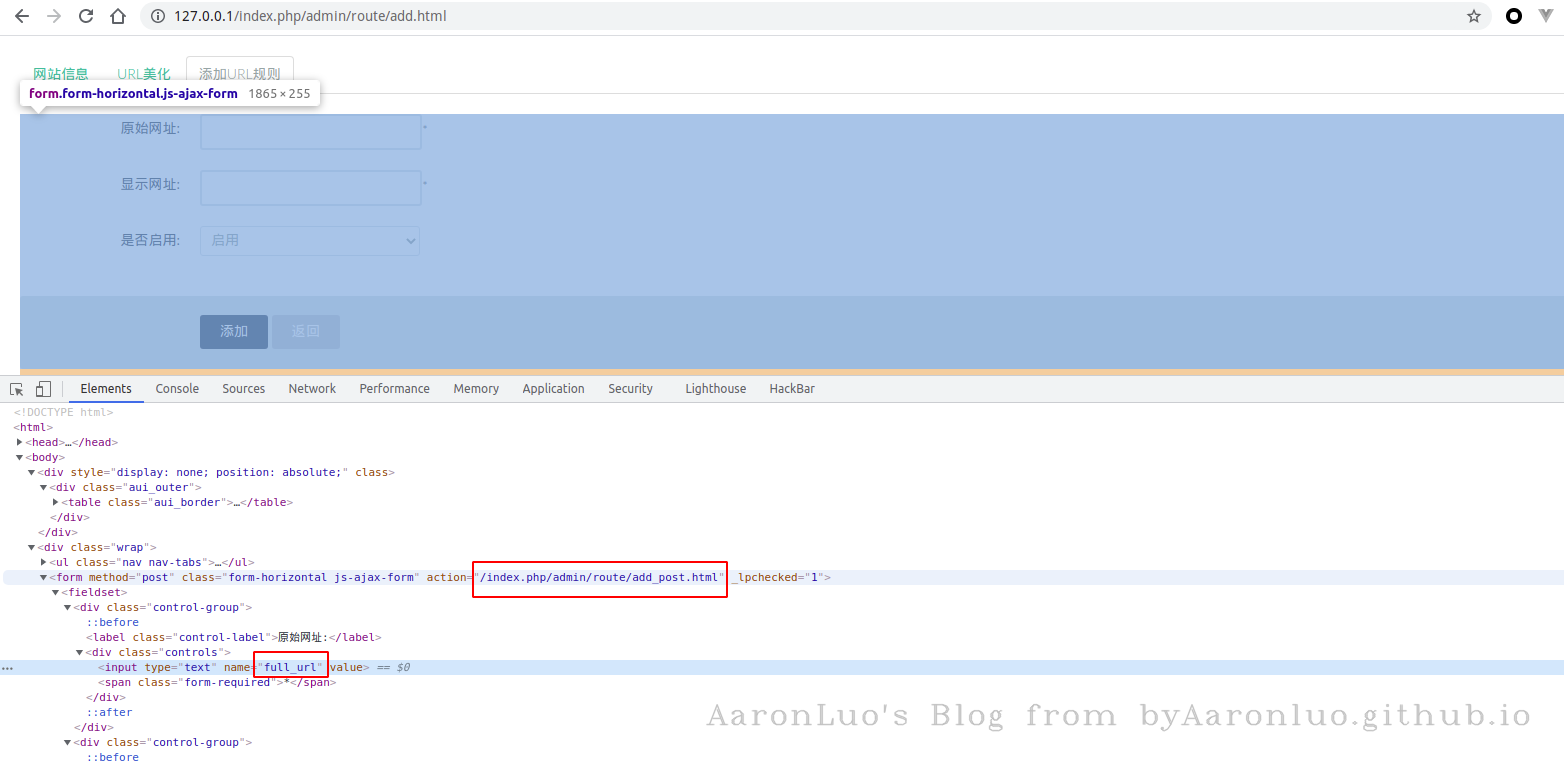 127.0.0.1/index.php/admin/route/add.html
网站信息 URL美化 添加URL规则
form.form-horizontal.js-ajax-form 1865 × 255
原始网址: *
显示网址: *
是否启用: 启用
添加 返回
Elements Console Sources Network Performance Memory Application Security Lighthouse HackBar
<!DOCTYPE html>
<html>
<head>…</head>
<body>
<div style="display: none; position: absolute;" class>
<div class="aui_outer">
<table class="aui_border">…</table>
</div>
</div>
<div class="wrap">
<ul class="nav nav-tabs">…</ul>
<form method="post" class="form-horizontal js-ajax-form" action="/index.php/admin/route/add_post.html" _lpchecked="1">
<fieldset>
<div class="control-group">
::before
<label class="control-label">原始网址:</label>
<div class="controls">
<input type="text" name="full_url" value> == $0
<span class="form-required">*</span>
</div>
::after
</div>
<div class="control-group">
::before
AaronLuo's Blog from byAaronluo.github.io